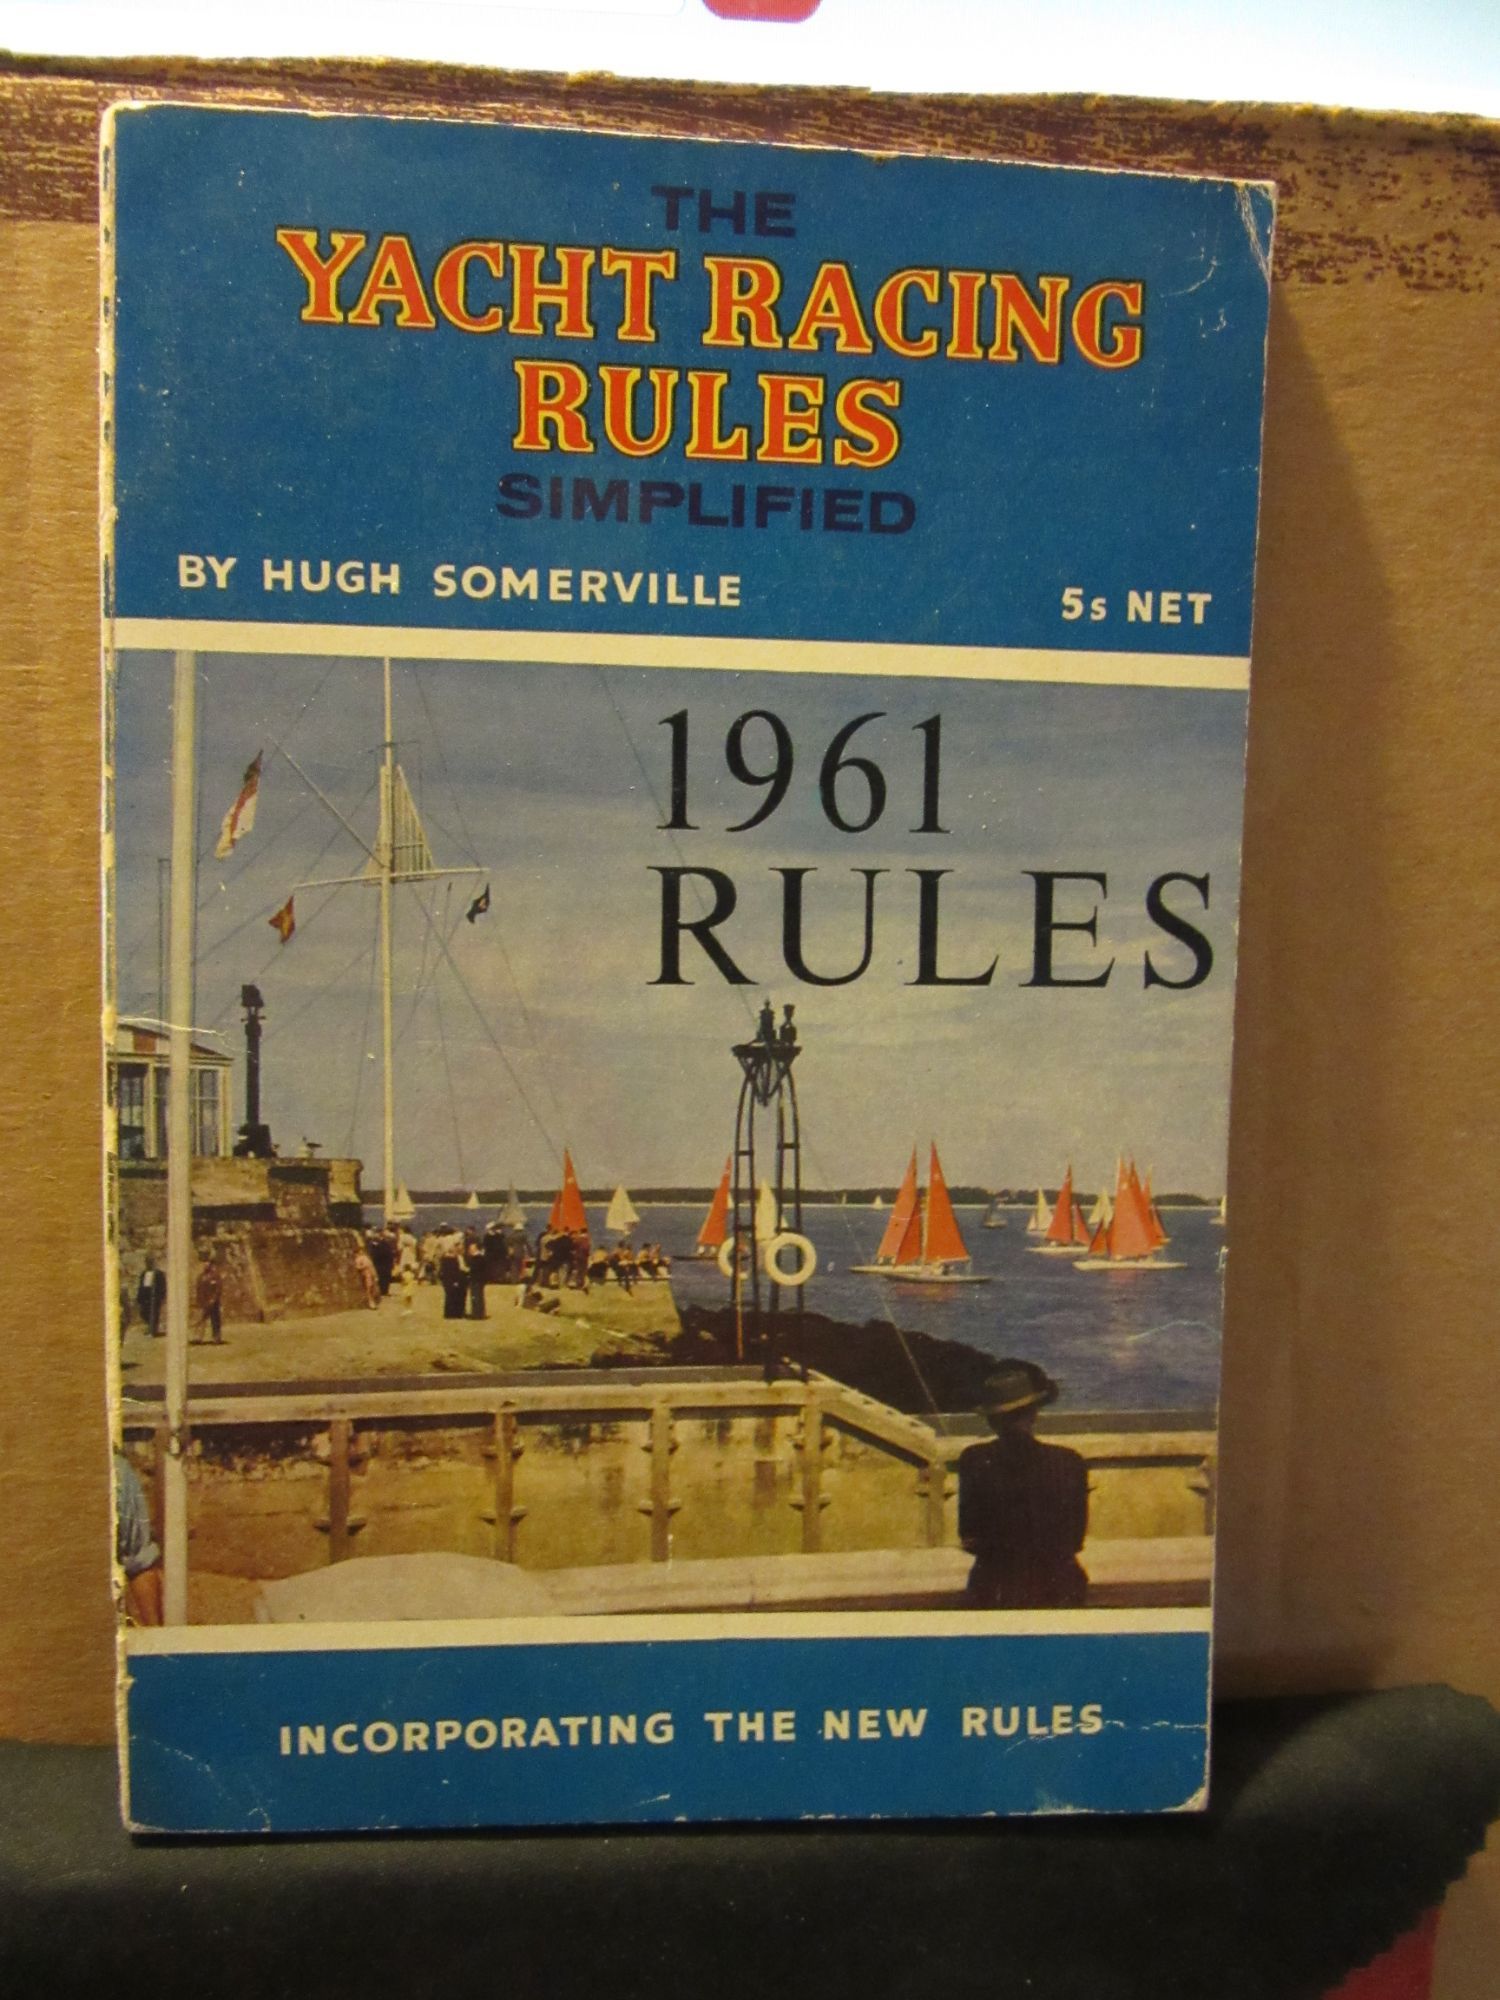 THE
YACHT RACING
RULES
SIMPLIFIED
BY HUGH SOMERVILLE 5s NET
1961
RULES
INCORPORATING THE NEW RULES